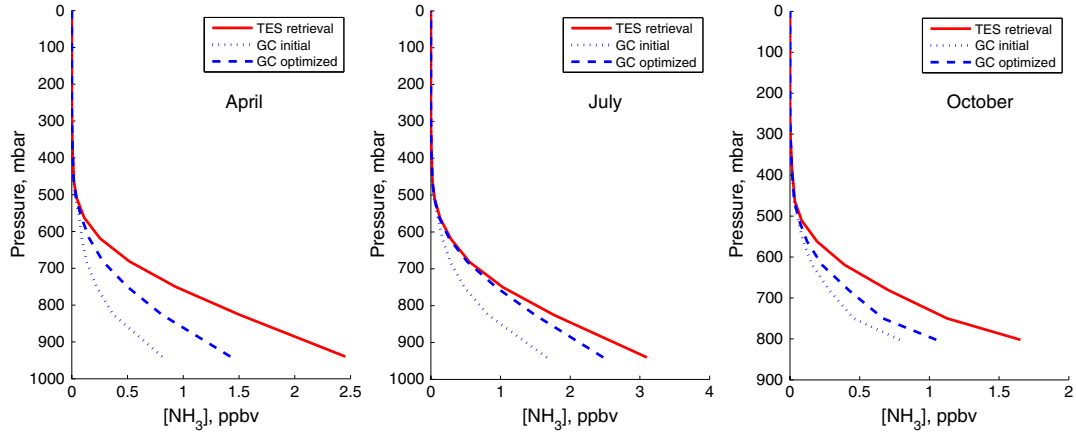 0
100
200
300
400
500
600
700
800
900
1000
Pressure, mbar
TES retrieval
GC initial
GC optimized
April
0
0.5
1
1.5
2
2.5
[NH3], ppbv
0
100
200
300
400
500
600
700
800
900
1000
Pressure, mbar
TES retrieval
GC initial
GC optimized
July
0
1
2
3
4
[NH3], ppbv
0
100
200
300
400
500
600
700
800
900
Pressure, mbar
TES retrieval
GC initial
GC optimized
October
0
0.5
1
1.5
2
[NH3], ppbv